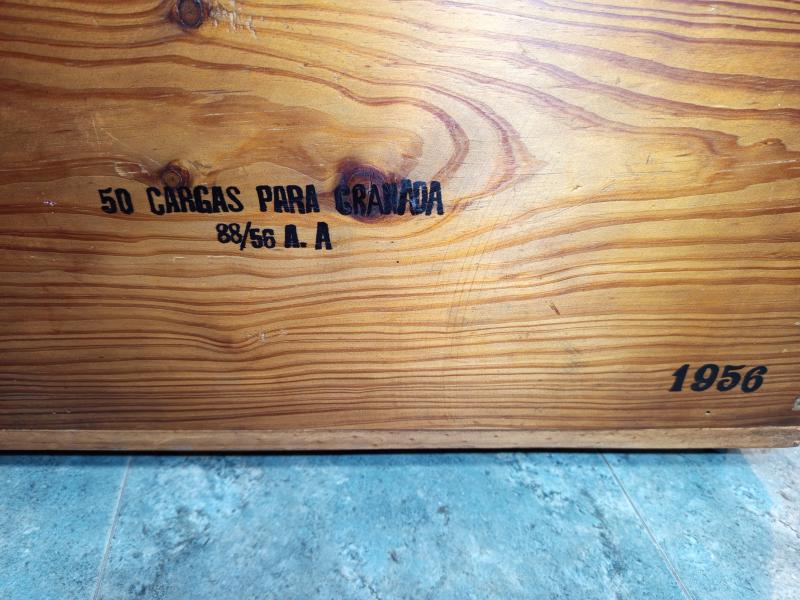 50 CARGAS PARA GRANADA
88/56 A. A
1956